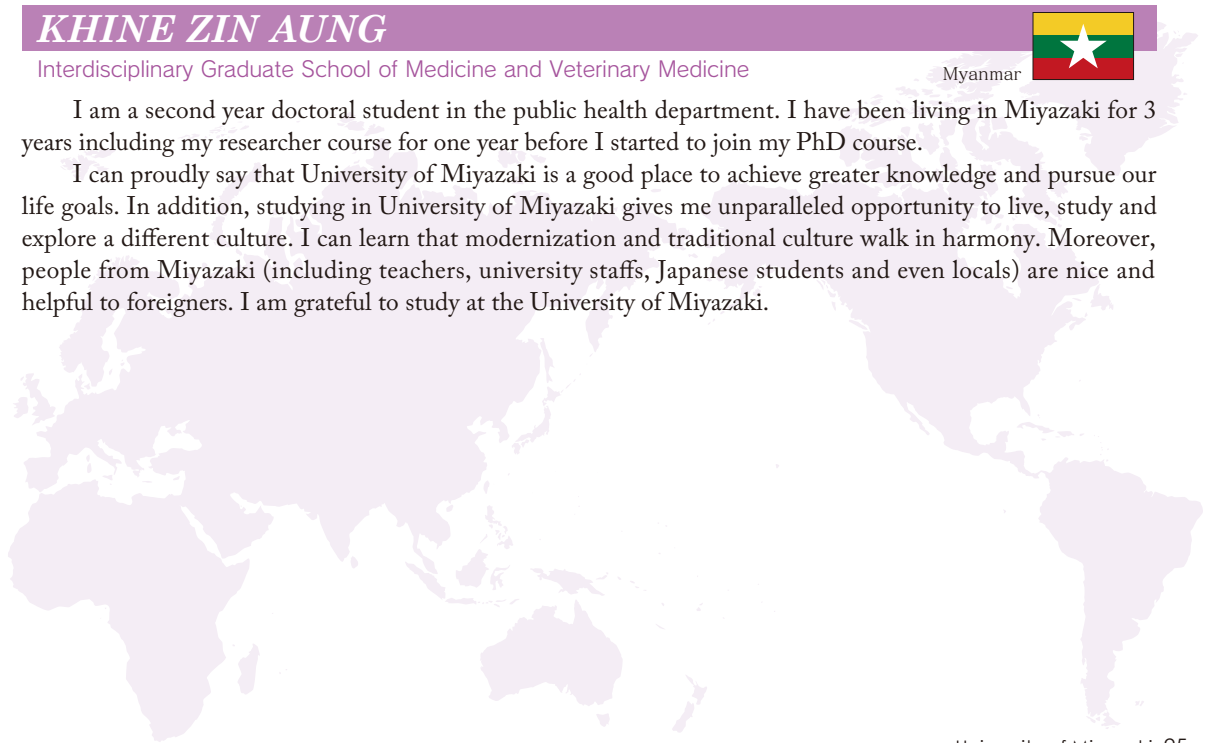 KHINE ZIN AUNG
Interdisciplinary Graduate School of Medicine and Veterinary Medicine
Myanmar
I am a second year doctoral student in the public health department. I have been living in Miyazaki for 3
years including my researcher course for one year before I started to join my PhD course.
I can proudly say that University of Miyazaki is a good place to achieve greater knowledge and pursue our
life goals. In addition, studying in University of Miyazaki gives me unparalleled opportunity to live, study and
explore a different culture. I can learn that modernization and traditional culture walk in harmony. Moreover,
people from Miyazaki (including teachers, university staffs, Japanese students and even locals) are nice and
helpful to foreigners. I am grateful to study at the University of Miyazaki.